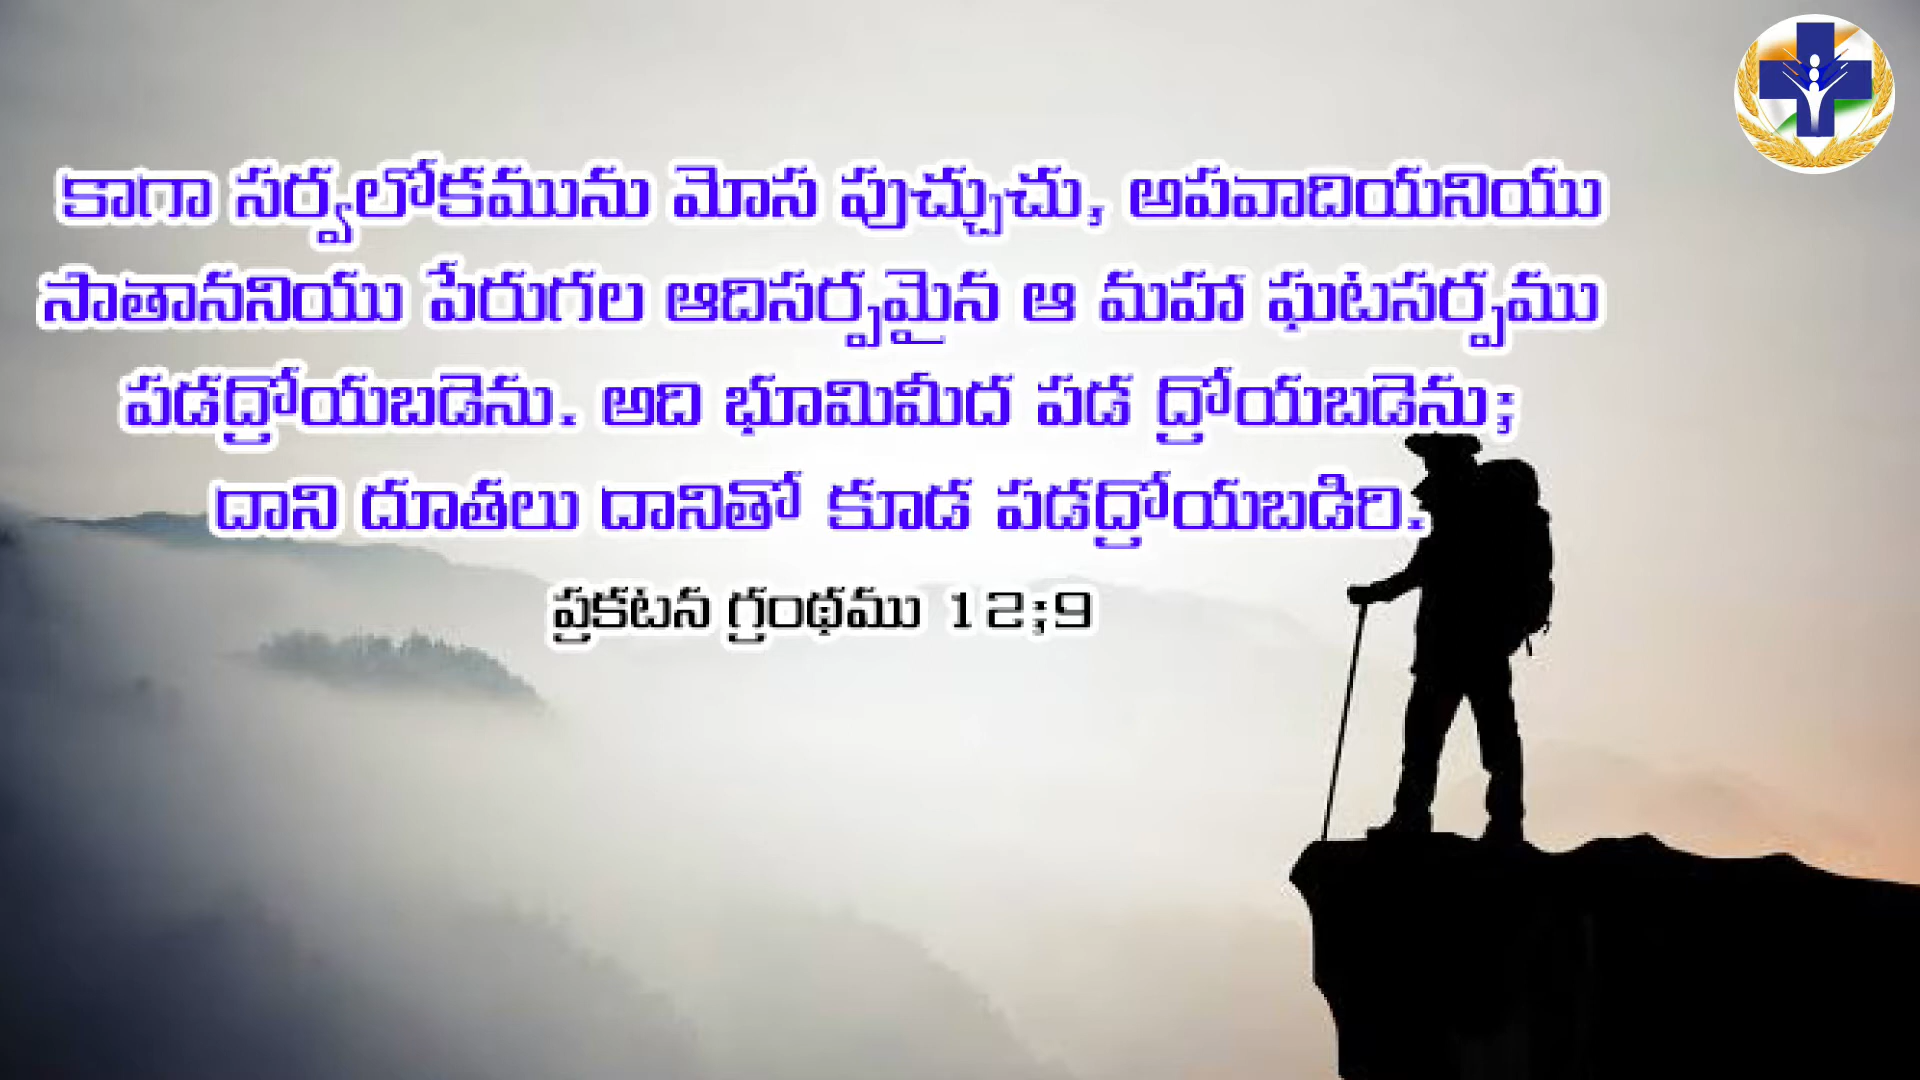 కాగా సర్వలోకమును మోస పుచ్చుచు, అపవాదియనియు
సాతాననియు పేరుగల ఆదిసర్పమైన ఆ మహా ఘటసర్పము
పడద్రోయబడెను. అది భూమిమీద పడ ద్రోయబడెను;
దాని దూతలు దానితో కూడ పడద్రోయబడిరి.
ప్రకటన గ్రంథము 12;9